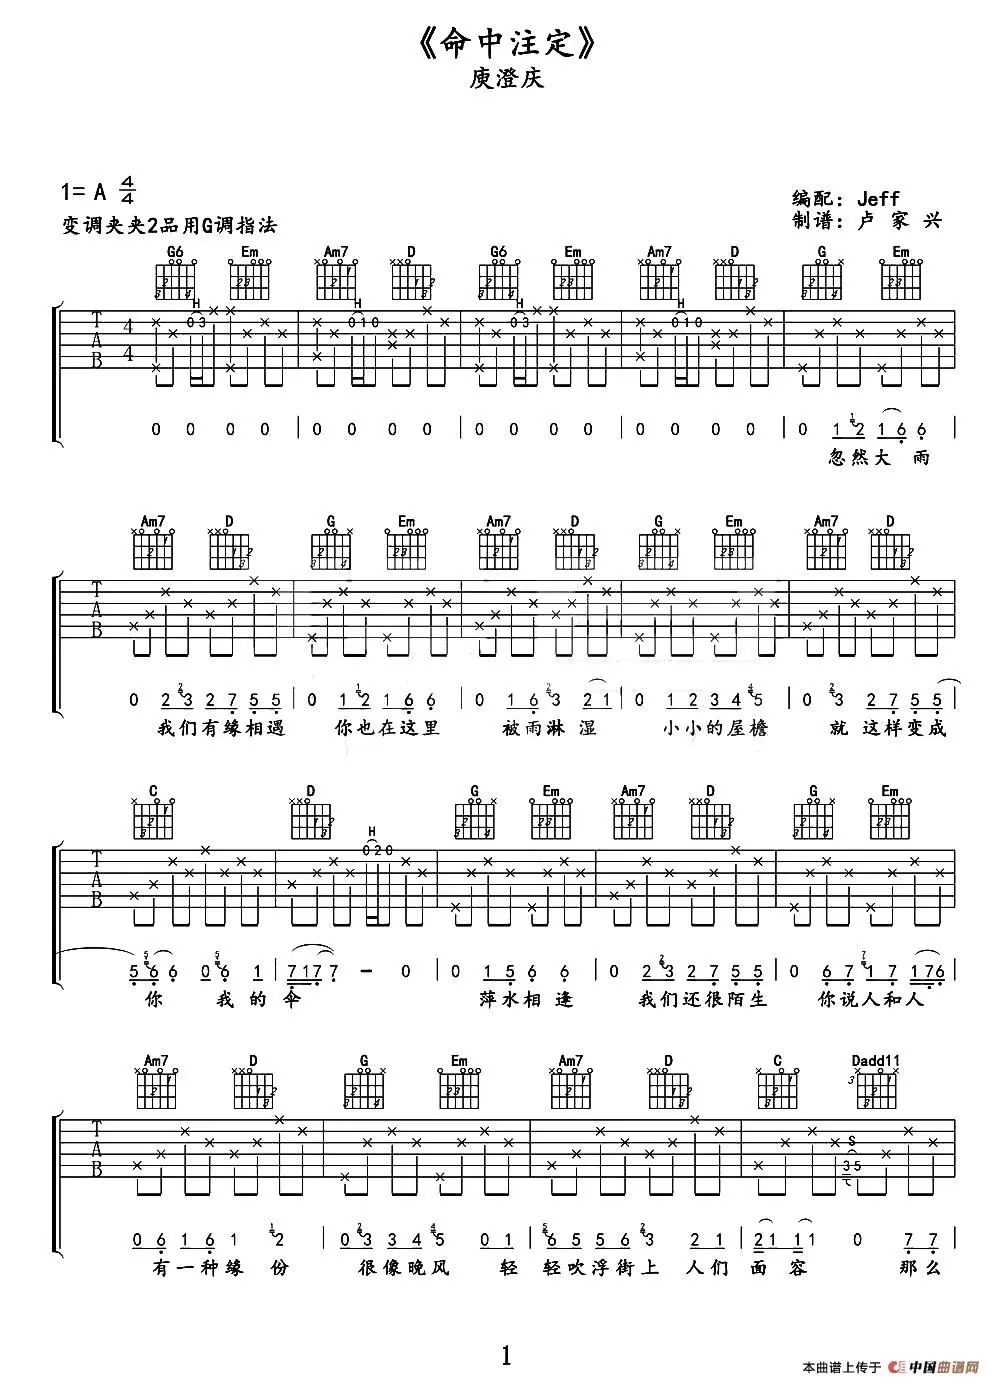 《命中注定》
庾澄庆
1= A 4/4
变调夹夹2品用G调指法
编配：Jeff
制谱：卢 家 兴
G6 Em Am7 D G6 Em Am7 D G Em
H 0 3 H 0 1 0 H 0 3 H 0 1 0
TAB 4/4
0 0 0 0 | 0 0 0 0 | 0 0 0 0 | 0 0 0 0 | 0 1 2 1 6 6
忽然大 雨
Am7 D G Em Am7 D G Em Am7 D
TAB
0 2 3 2 7 5 5 | 0 1 2 1 6 6 | 0 1 6 3 2 1 | 0 1 2 3 4 5 | 0 3 2 7 5 5
我们有缘相遇 你也在这里 被雨淋 湿 小小的屋檐 就 这样变成
C D G Em Am7 D G Em
H 0 2 0
TAB
5 6 6 0 6 1 | 7 1 7 7 - 0 | 0 1 5 6 6 | 0 2 3 2 7 5 5 | 0 6 7 1 7 1 7 6
你 我 的 伞 萍水相 逢 我们还很陌生 你说人和人
Am7 D G Em Am7 D C Dadd11
TAB
S 3 5
0 6 1 6 1 2 | 0 3 3 4 5 0 1 | 6 5 5 5 3 2 1 | 2 1 1 1 0 7 7
有一种缘 份 很像晚风 轻 轻吹浮街上 人们 面 容 那么
1
本曲谱上传于 中国曲谱网